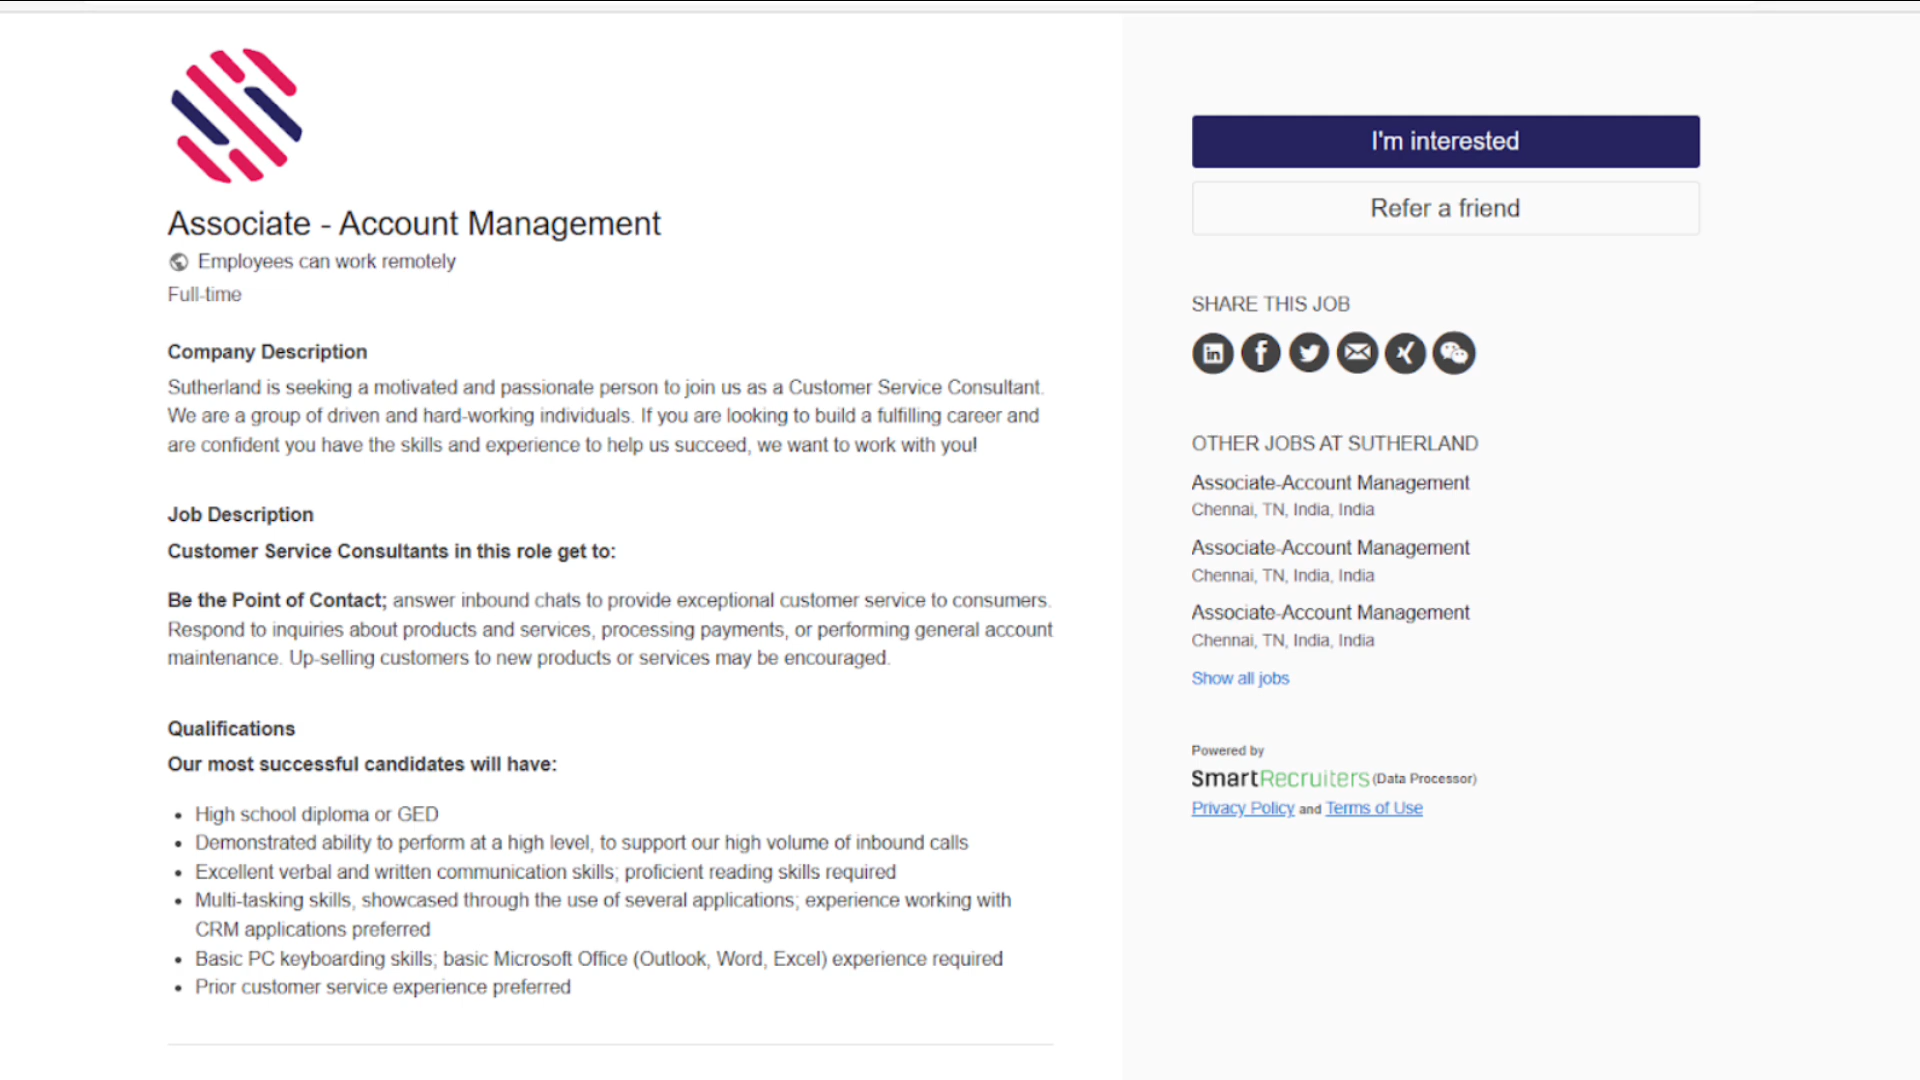 Associate - Account Management
Employees can work remotely
Full-time
Company Description
Sutherland is seeking a motivated and passionate person to join us as a Customer Service Consultant.
We are a group of driven and hard-working individuals. If you are looking to build a fulfilling career and
are confident you have the skills and experience to help us succeed, we want to work with you!
Job Description
Customer Service Consultants in this role get to:
Be the Point of Contact; answer inbound chats to provide exceptional customer service to consumers.
Respond to inquiries about products and services, processing payments, or performing general account
maintenance. Up-selling customers to new products or services may be encouraged.
Qualifications
Our most successful candidates will have:
• High school diploma or GED
• Demonstrated ability to perform at a high level, to support our high volume of inbound calls
• Excellent verbal and written communication skills; proficient reading skills required
• Multi-tasking skills, showcased through the use of several applications; experience working with
CRM applications preferred
• Basic PC keyboarding skills; basic Microsoft Office (Outlook, Word, Excel) experience required
• Prior customer service experience preferred
I'm interested
Refer a friend
SHARE THIS JOB
OTHER JOBS AT SUTHERLAND
Associate-Account Management
Chennai, TN, India, India
Associate-Account Management
Chennai, TN, India, India
Associate-Account Management
Chennai, TN, India, India
Show all jobs
Powered by
SmartRecruiters (Data Processor)
Privacy Policy and Terms of Use